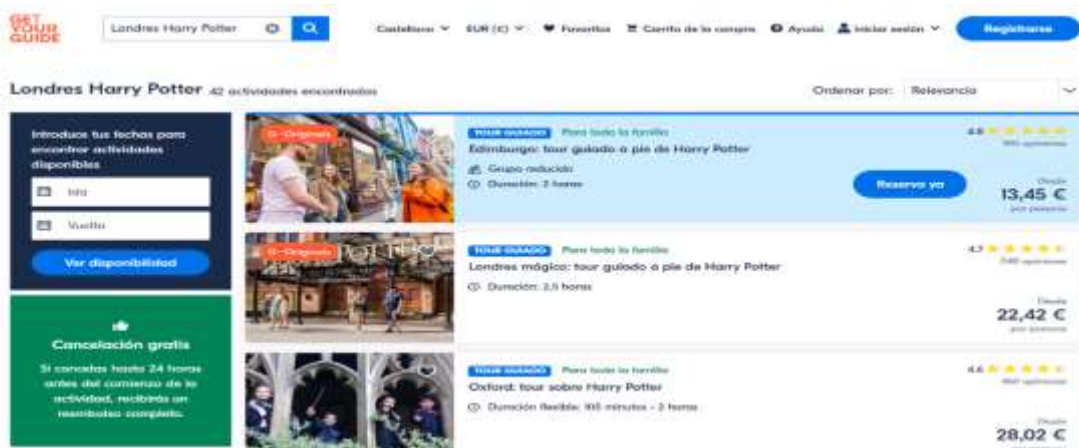 GET
YOUR
GUIDE
Londres Harry Potter
Castellano
EUR (€)
Favoritos
Carrito de la compra
Ayuda
Iniciar sesión
Registrarse
Londres Harry Potter 42 actividades encontradas
Ordenar por: Relevancia
Introduce tus fechas para
encontrar actividades
disponibles
Ida
Vuelta
Ver disponibilidad
Cancelación gratis
Si cancelas hasta 24 horas
antes del comienzo de la
actividad, recibirás un
reembolso completo.
G-Originals
TOUR GUIADO Para toda la familia
4.8
Edimburgo: tour guiado a pie de Harry Potter
Grupo reducido
Duración: 2 horas
Reserva ya
Desde
13,45 €
por persona
G-Originals
TOUR GUIADO Para toda la familia
4.7
Londres mágico: tour guiado a pie de Harry Potter
Duración: 2.5 horas
Desde
22,42 €
por persona
TOUR GUIADO Para toda la familia
4.6
Oxford: tour sobre Harry Potter
Duración flexible: 105 minutos - 2 horas
Desde
28,02 €